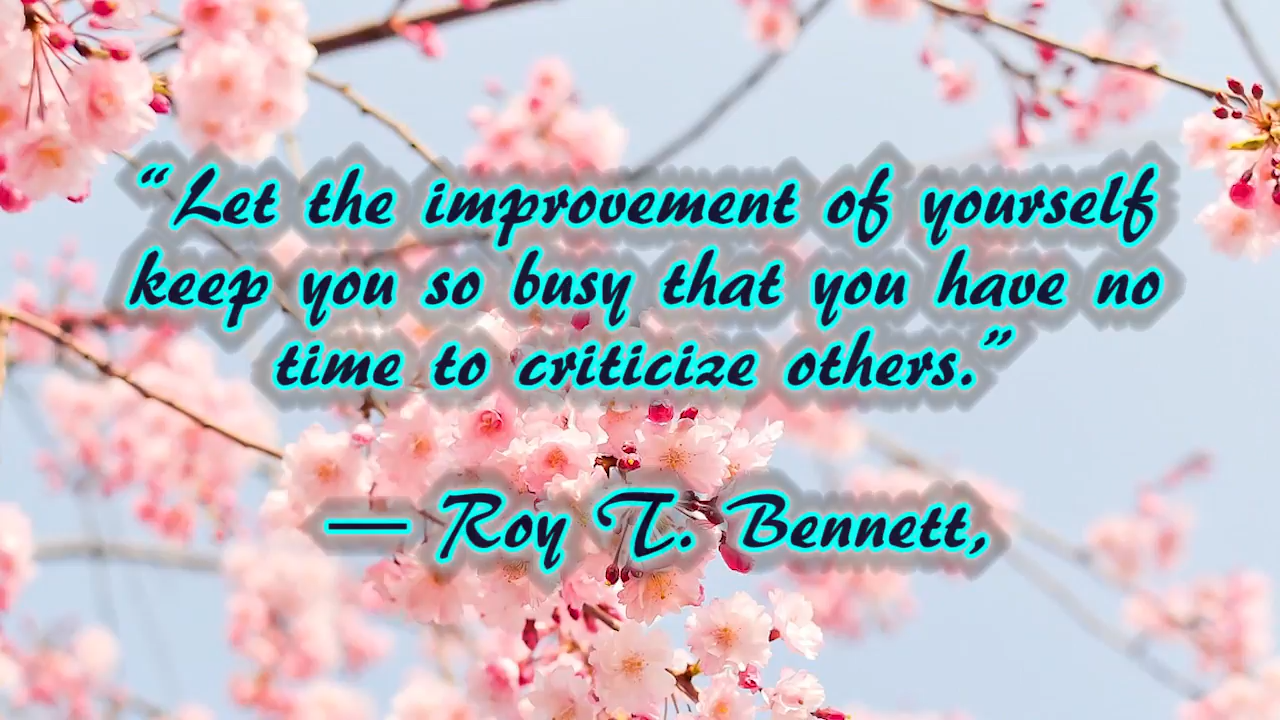 “Let the improvement of yourself
keep you so busy that you have no
time to criticize others.”
— Roy T. Bennett,